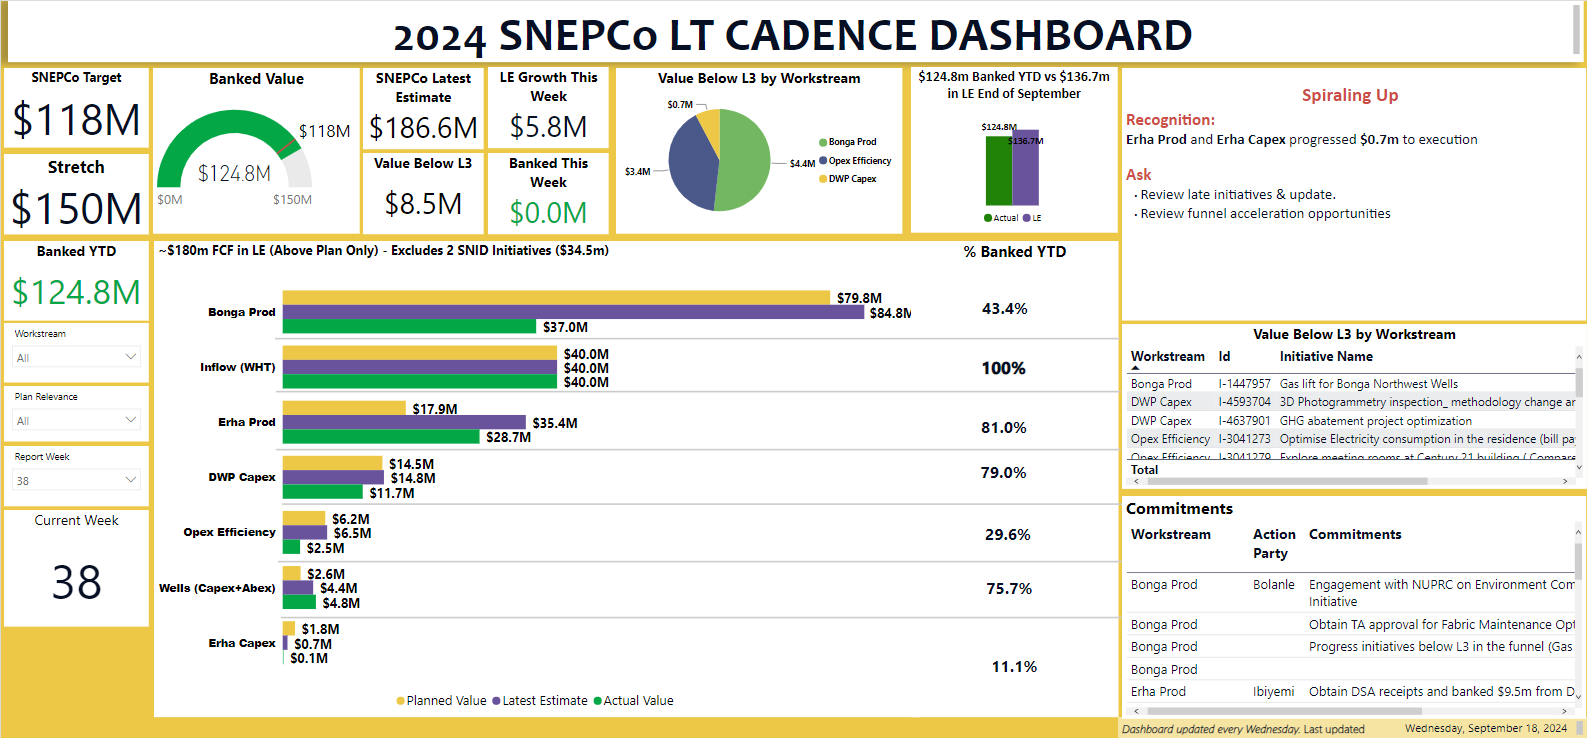 2024 SNEPCo LT CADENCE DASHBOARD
SNEPCo Target
$118M
Stretch
$150M
Banked Value
$118M
$124.8M
$0M
$150M
SNEPCo Latest
Estimate
$186.6M
Value Below L3
$8.5M
LE Growth This
Week
$5.8M
Banked This
Week
$0.0M
Value Below L3 by Workstream
$0.7M
$4.4M
$3.4M
Bonga Prod
Opex Efficiency
DWP Capex
$124.8m Banked YTD vs $136.7m
in LE End of September
$124.8M
$136.7M
Actual LE
Spiraling Up
Recognition:
Erha Prod and Erha Capex progressed $0.7m to execution
Ask
• Review late initiatives & update.
• Review funnel acceleration opportunities
Banked YTD
$124.8M
Workstream
All
Plan Relevance
All
Report Week
38
Current Week
38
~$180m FCF in LE (Above Plan Only) - Excludes 2 SNID Initiatives ($34.5m)
% Banked YTD
Bonga Prod
$79.8M
$84.8M
$37.0M
43.4%
Inflow (WHT)
$40.0M
$40.0M
$40.0M
100%
Erha Prod
$17.9M
$35.4M
$28.7M
81.0%
DWP Capex
$14.5M
$14.8M
$11.7M
79.0%
Opex Efficiency
$6.2M
$6.5M
$2.5M
29.6%
Wells (Capex+Abex)
$2.6M
$4.4M
$4.8M
75.7%
Erha Capex
$1.8M
$0.7M
$0.1M
11.1%
Planned Value Latest Estimate Actual Value
Value Below L3 by Workstream
Workstream Id Initiative Name
Bonga Prod I-1447957 Gas lift for Bonga Northwest Wells
DWP Capex I-4593704 3D Photogrammetry inspection_ methodology change ar
DWP Capex I-4637901 GHG abatement project optimization
Opex Efficiency I-3041273 Optimise Electricity consumption in the residence (bill pa
Opex Efficiency I-3041279 Explore meeting rooms at Century 21 building ( Compare
Total
Commitments
Workstream Action Party Commitments
Bonga Prod Bolanle Engagement with NUPRC on Environment Com
Initiative
Bonga Prod Obtain TA approval for Fabric Maintenance Opt
Bonga Prod Progress initiatives below L3 in the funnel (Gas
Bonga Prod
Erha Prod Ibiyemi Obtain DSA receipts and banked $9.5m from D
Dashboard updated every Wednesday. Last updated Wednesday, September 18, 2024